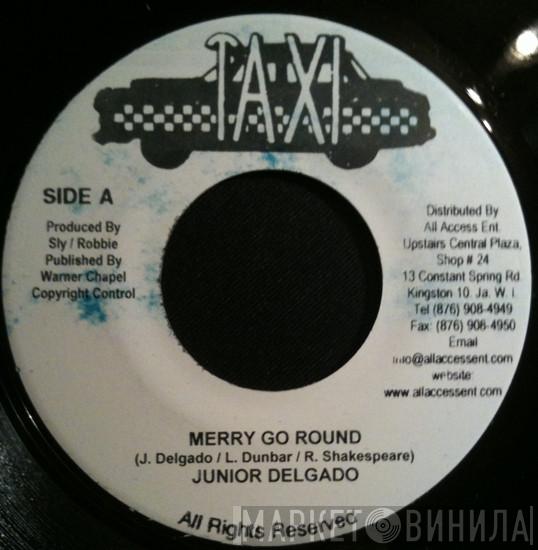 TAXI
SIDE A
Produced By
Sly / Robbie
Published By
Warner Chapel
Copyright Control
Distributed By
All Access Ent.
Upstairs Central Plaza,
Shop # 24
13 Constant Spring Rd.
Kingston 10. Ja. W. I.
Tel (876) 908-4949
Fax: (876) 908-4950
Email
info@allaccessent.com
website:
www.allaccessent.com
MERRY GO ROUND
(J. Delgado / L. Dunbar / R. Shakespeare)
JUNIOR DELGADO
All Rights Reserved
МАРКЕТ ВИНИЛА